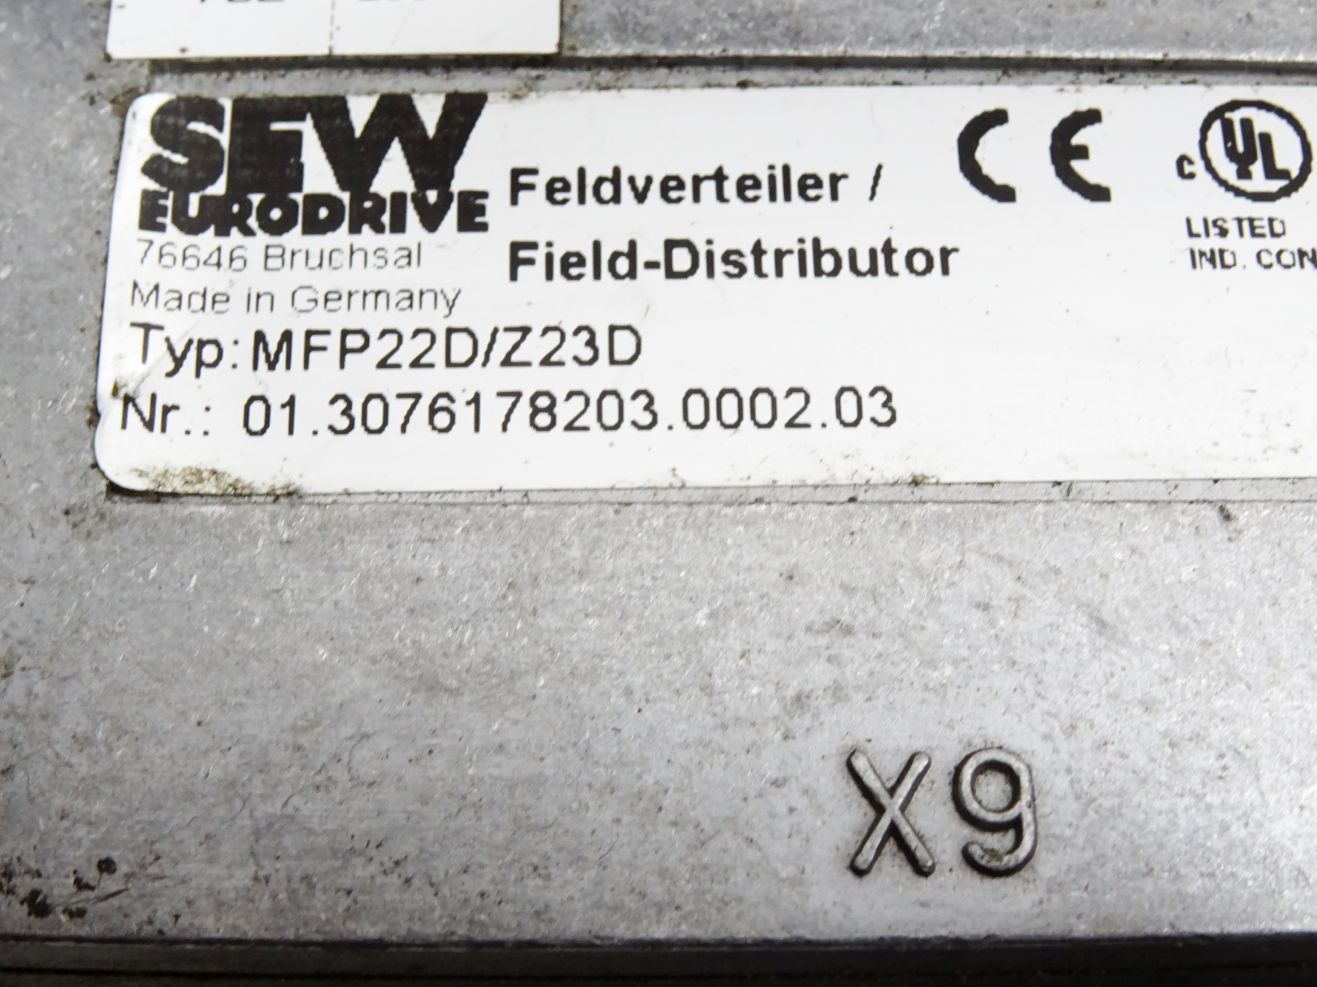 SEW
EURODRIVE
76646 Bruchsal
Made in Germany
Feldverteiler /
Field-Distributor
CE
C UL
LISTED
IND. CON
Typ: MFP22D/Z23D
Nr.: 01.3076178203.0002.03
X9